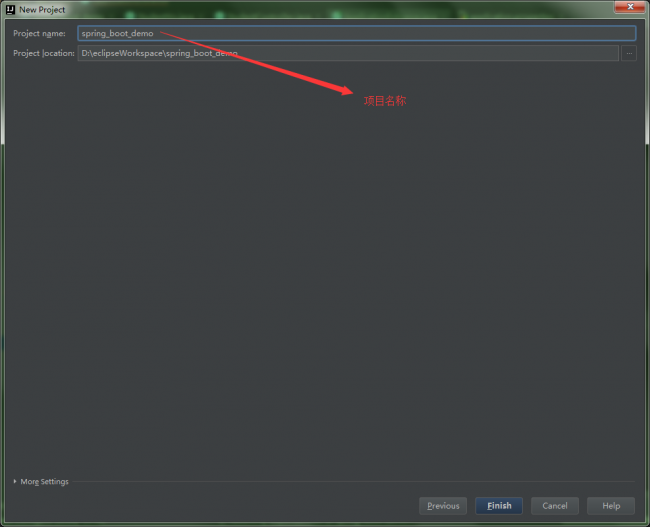 New Project
Project name: spring_boot_demo
Project location: D:\eclipseWorkspace\spring_boot_demo ...
项目名称
More Settings
Previous Finish Cancel Help